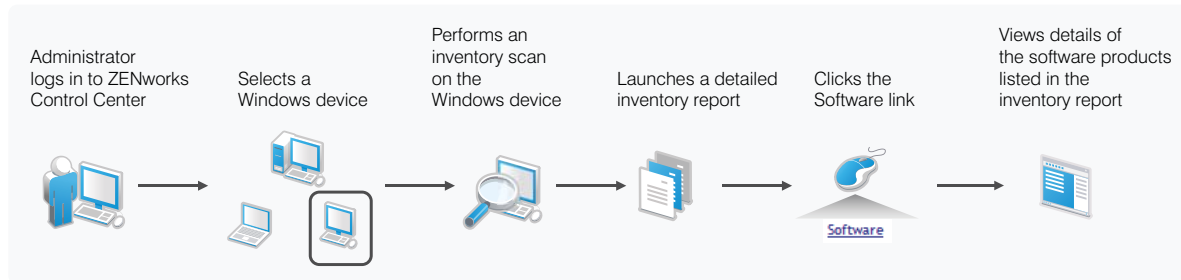 Administrator
logs in to ZENworks
Control Center
Selects a
Windows device
Performs an
inventory scan
on the
Windows device
Launches a detailed
inventory report
Clicks the
Software link
Software
Views details of
the software products
listed in the
inventory report